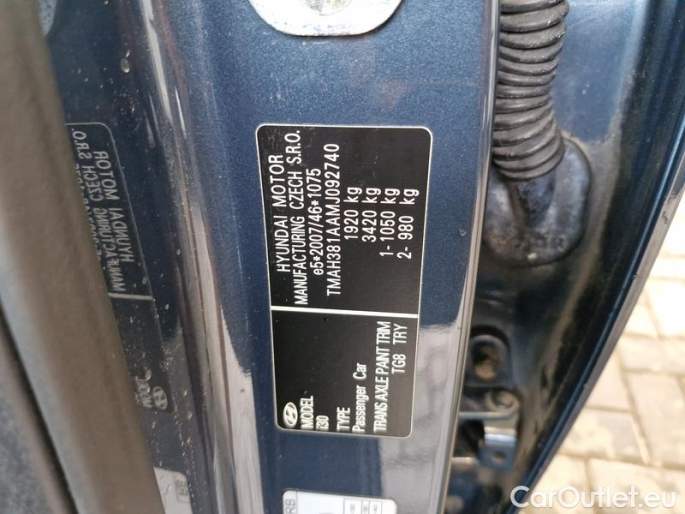 HYUNDAI MOTOR
MANUFACTURING CZECH S.R.O.
e5*2007/46*1075
TMAH381AAMJ092740
1920 kg
3420 kg
1- 1050 kg
2- 980 kg
MODEL
i30
TYPE
Passenger Car
TRANS AXLE PAINT TRIM
TG8 TRY
CarOutlet.eu